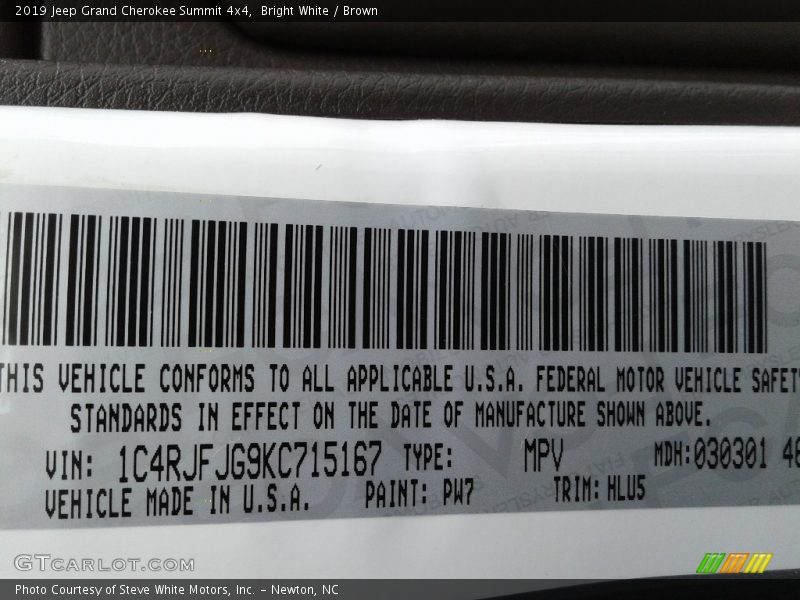 2019 Jeep Grand Cherokee Summit 4x4, Bright White / Brown
THIS VEHICLE CONFORMS TO ALL APPLICABLE U.S.A. FEDERAL MOTOR VEHICLE SAFET
STANDARDS IN EFFECT ON THE DATE OF MANUFACTURE SHOWN ABOVE.
VIN: 1C4RJFJG9KC715167 TYPE: MPV MDH:030301 46
VEHICLE MADE IN U.S.A. PAINT: PW7 TRIM: HLU5
GTCARLOT.COM
Photo Courtesy of Steve White Motors, Inc. – Newton, NC